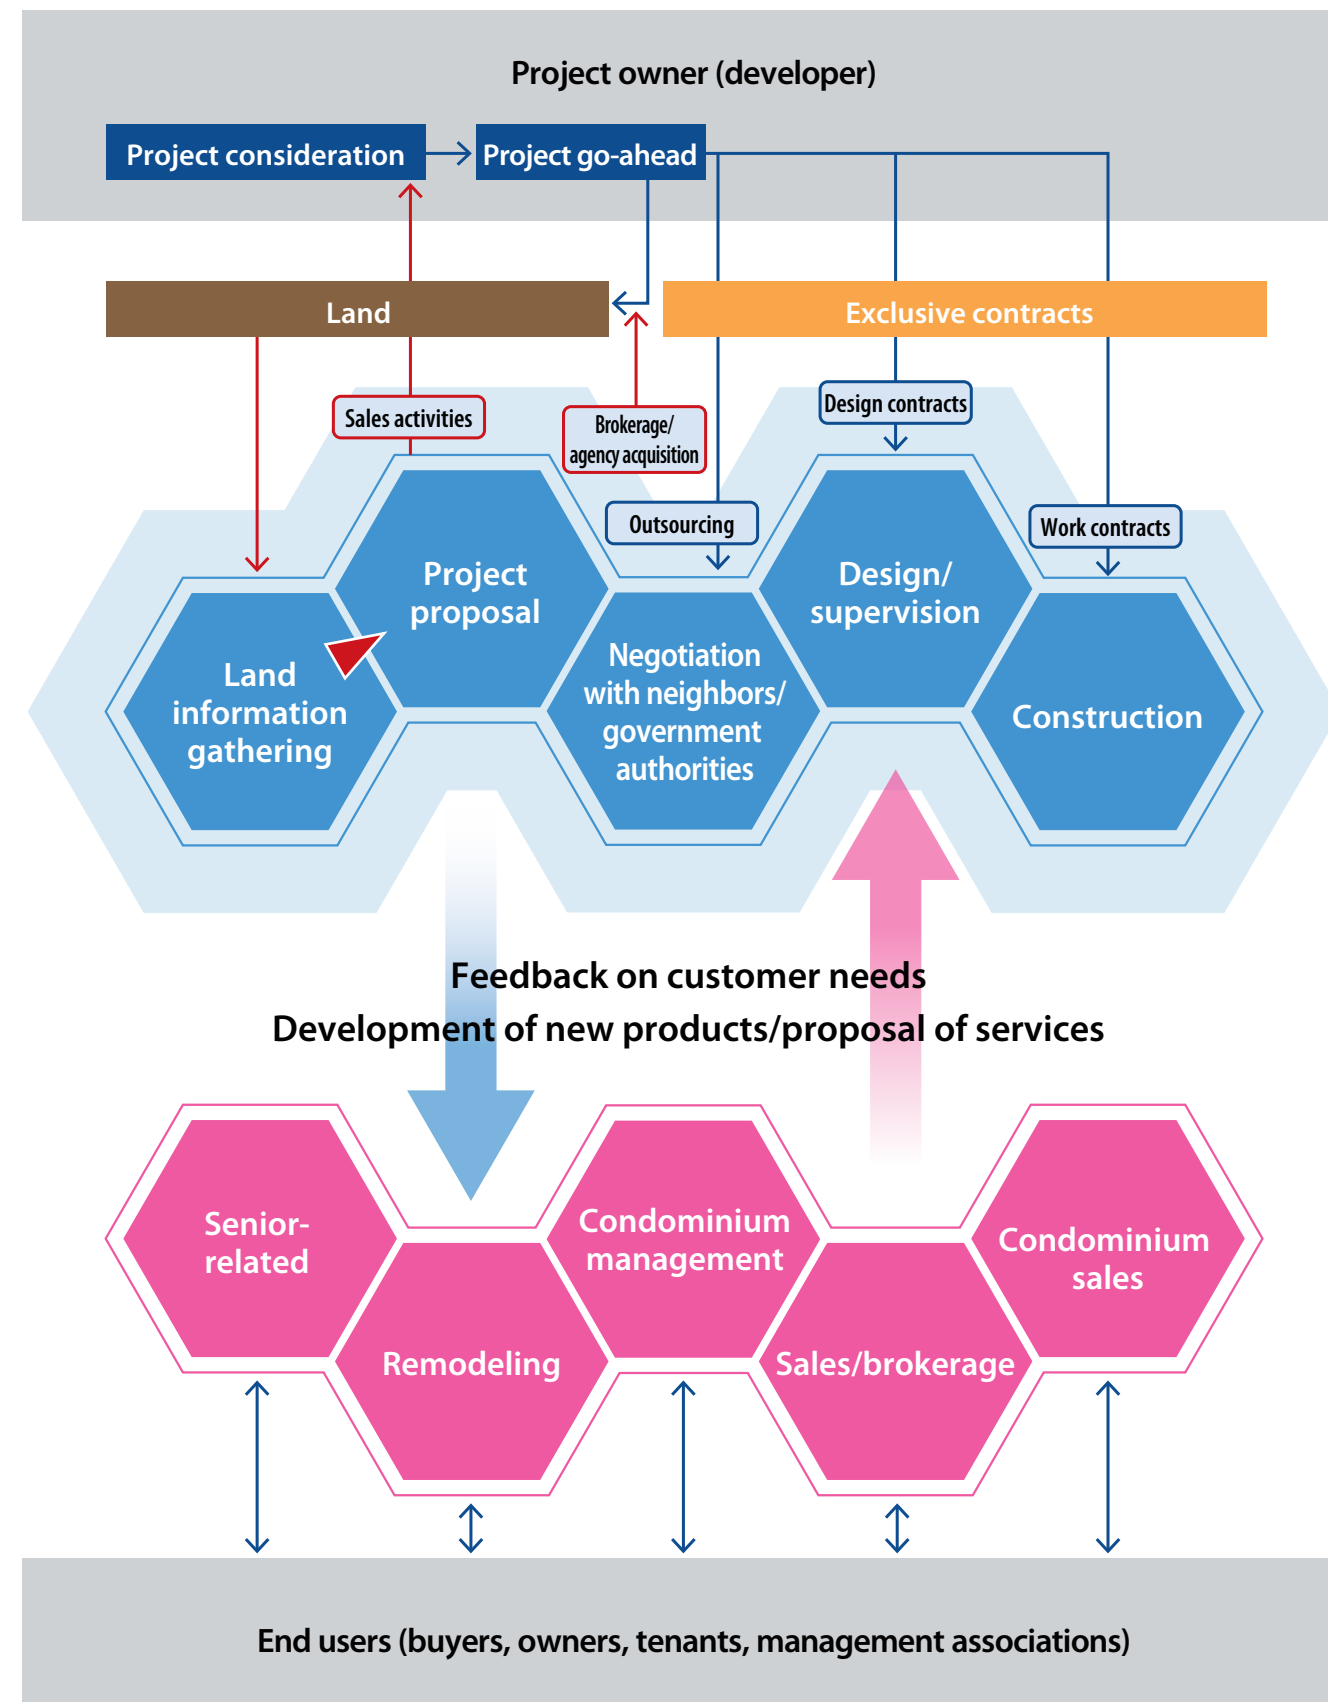 Project owner (developer)
Project consideration
Project go-ahead
Land
Exclusive contracts
Sales activities
Brokerage/
agency acquisition
Design contracts
Outsourcing
Work contracts
Land
information
gathering
Project
proposal
Negotiation
with neighbors/
government
authorities
Design/
supervision
Construction
Feedback on customer needs
Development of new products/proposal of services
Senior-
related
Remodeling
Condominium
management
Sales/brokerage
Condominium
sales
End users (buyers, owners, tenants, management associations)